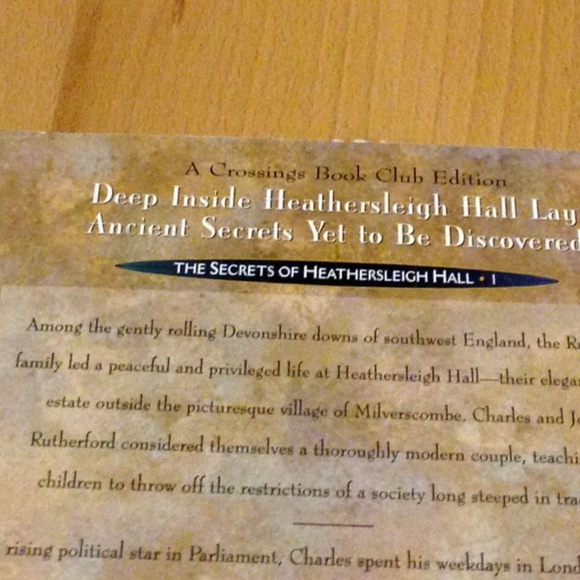 A Crossings Book Club Edition
Deep Inside Heathersleigh Hall Lay
Ancient Secrets Yet to Be Discovered
THE SECRETS OF HEATHERSLEIGH HALL • 1
Among the gently rolling Devonshire downs of southwest England, the
family led a peaceful and privileged life at Heathersleigh Hall—their
estate outside the picturesque village of Milverscombe. Charles and
Rutherford considered themselves a thoroughly modern couple,
children to throw off the restrictions of a society long steeped in
rising political star in Parliament, Charles spent his weekdays in